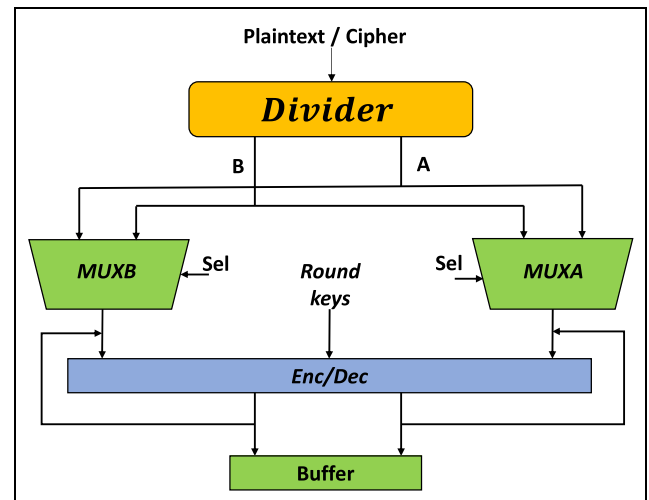 Plaintext / Cipher
Divider
B
A
MUXB
Sel
Round
keys
Sel
MUXA
Enc/Dec
Buffer